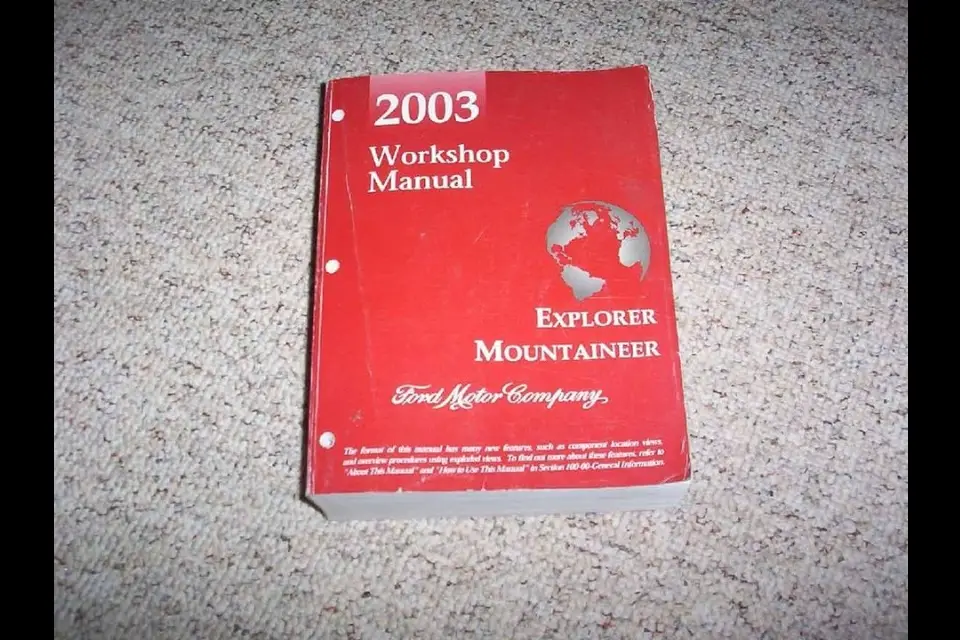 2003
Workshop
Manual
EXPLORER
MOUNTAINEER
Ford Motor Company,
The format of this manual has many new features, such as component location views,
and overview procedures using exploded views. To find out more about these features, refer to
"About This Manual" and "How to Use This Manual" in Section 100-00-General Information.